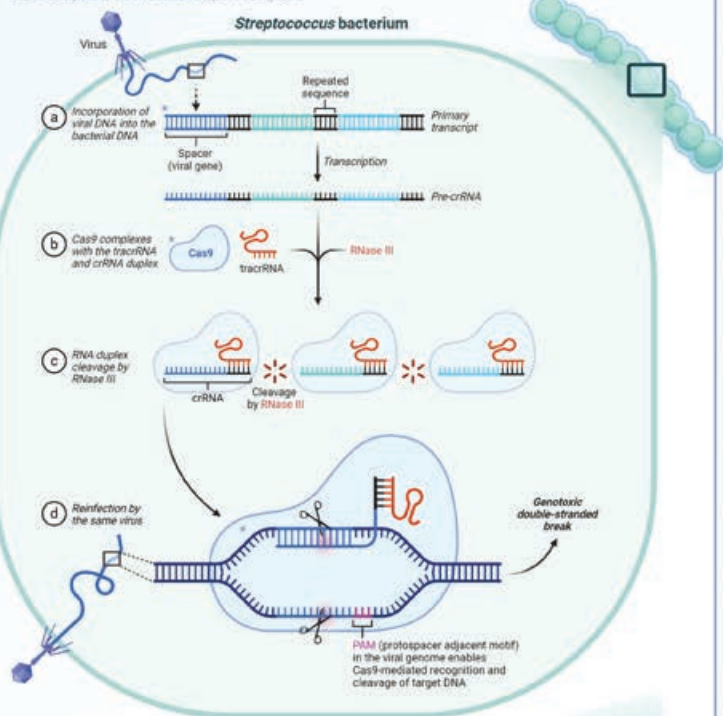 Streptococcus bacterium
Virus
Repeated
sequence
a
Incorporation of
viral DNA into the
bacterial DNA
Primary
transcript
Spacer
(viral gene)
Transcription
Pre-crRNA
b
Cas9 complexes
with the tracrRNA
and crRNA duplex
Cas9
tracrRNA
RNase III
c
RNA duplex
cleavage by
RNase III
crRNA
Cleavage
by RNase III
d
Reinfection by
the same virus
Genotoxic
double-stranded
break
PAM (protospacer adjacent motif)
in the viral genome enables
Cas9-mediated recognition and
cleavage of target DNA